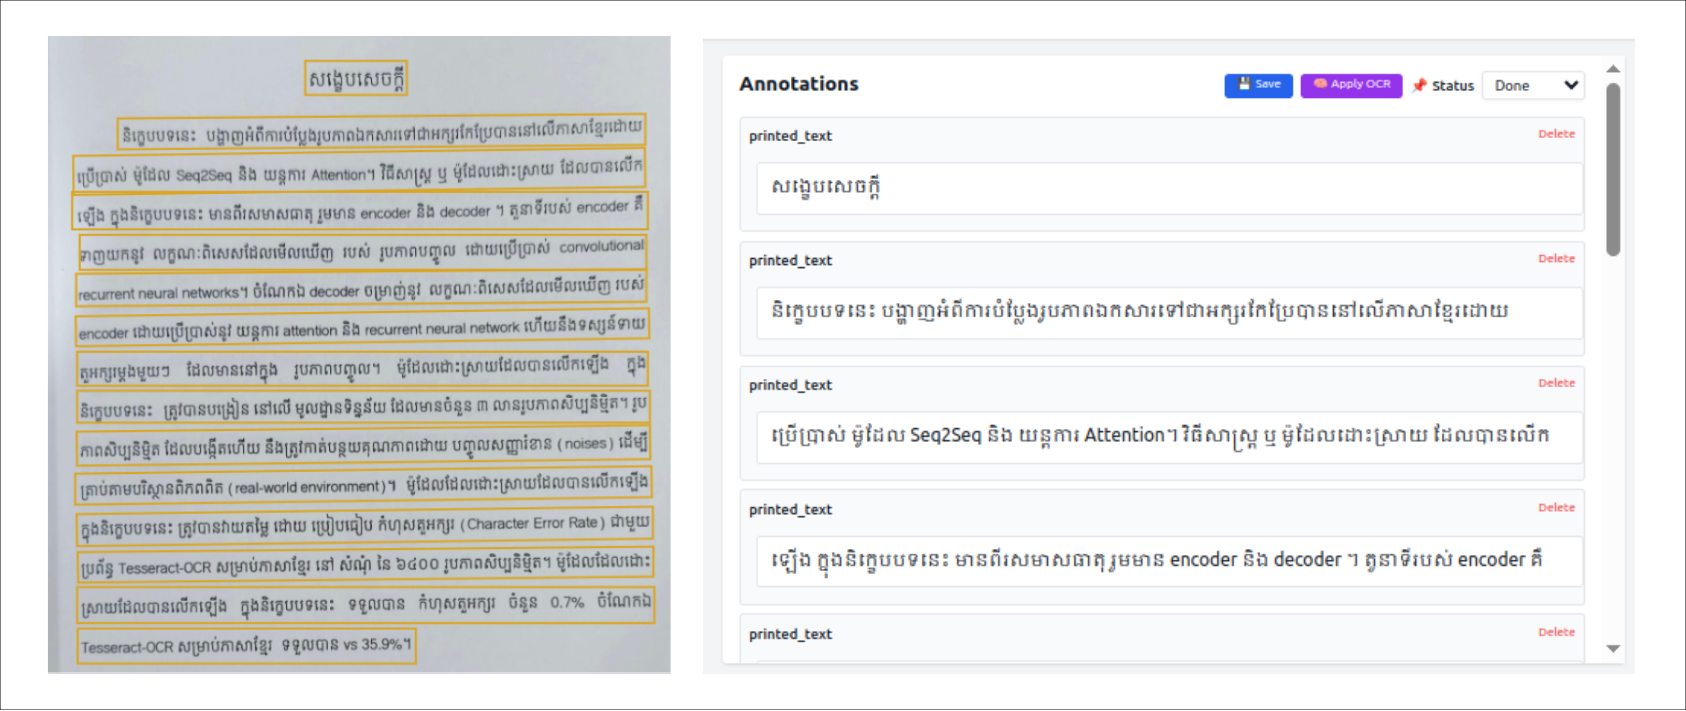 សង្ខេបសេចក្ដី
និក្ខេបបទនេះ បង្ហាញអំពីការបំប្លែងរូបភាពឯកសារទៅជាអក្សរកែប្រែបាននៅលើភាសាខ្មែរដោយ
ប្រើប្រាស់ ម៉ូដែល Seq2Seq និង យន្តការ Attention។ វិធីសាស្ត្រ ឬ ម៉ូដែលដោះស្រាយ ដែលបានលើក
ឡើង ក្នុងនិក្ខេបបទនេះ មានពីរសមាសធាតុ រួមមាន encoder និង decoder ។ តួនាទីរបស់ encoder គឺ
ទាញយកនូវ លក្ខណៈពិសេសដែលមើលឃើញ របស់ រូបភាពបញ្ចូល ដោយប្រើប្រាស់ convolutional
recurrent neural networks។ ចំណែកឯ decoder ចម្រាញ់នូវ លក្ខណៈពិសេសដែលមើលឃើញ របស់
encoder ដោយប្រើប្រាស់នូវ យន្តការ attention និង recurrent neural network ហើយនឹងទស្សន៍ទាយ
តួអក្សរម្ដងមួយៗ ដែលមាននៅក្នុង រូបភាពបញ្ចូល។ ម៉ូដែលដោះស្រាយដែលបានលើកឡើង ក្នុង
និក្ខេបបទនេះ ត្រូវបានបង្រៀន នៅលើ មូលដ្ឋានទិន្នន័យ ដែលមានចំនួន ៣ លានរូបភាពសិប្បនិម្មិត។ រូប
ភាពសិប្បនិម្មិត ដែលបង្កើតហើយ នឹងត្រូវកាត់បន្ថយគុណភាពដោយ បញ្ចូលសញ្ញារំខាន (noises) ដើម្បី
គ្រាប់តាមបរិស្ថានពិភពពិត (real-world environment)។ ម៉ូដែលដែលដោះស្រាយដែលបានលើកឡើង
ក្នុងនិក្ខេបបទនេះ ត្រូវបានវាយតម្លៃ ដោយ ប្រៀបធៀប កំហុសតួអក្សរ (Character Error Rate) ជាមួយ
ប្រព័ន្ធ Tesseract-OCR សម្រាប់ភាសាខ្មែរ នៅ សំណុំ នៃ ៦៤០០ រូបភាពសិប្បនិម្មិត។ ម៉ូដែលដែលដោះ
ស្រាយដែលបានលើកឡើង ក្នុងនិក្ខេបបទនេះ ទទួលបាន កំហុសតួអក្សរ ចំនួន 0.7% ចំណែកឯ
Tesseract-OCR សម្រាប់ភាសាខ្មែរ ទទួលបាន vs 35.9%។
Annotations
Save
Apply OCR
Status
Done
printed_text
Delete
សង្ខេបសេចក្ដី
printed_text
Delete
និក្ខេបបទនេះ បង្ហាញអំពីការបំប្លែងរូបភាពឯកសារទៅជាអក្សរកែប្រែបាននៅលើភាសាខ្មែរដោយ
printed_text
Delete
ប្រើប្រាស់ ម៉ូដែល Seq2Seq និង យន្តការ Attention។ វិធីសាស្ត្រ ឬ ម៉ូដែលដោះស្រាយ ដែលបានលើក
printed_text
Delete
ឡើង ក្នុងនិក្ខេបបទនេះ មានពីរសមាសធាតុ រួមមាន encoder និង decoder ។ តួនាទីរបស់ encoder គឺ
printed_text
Delete